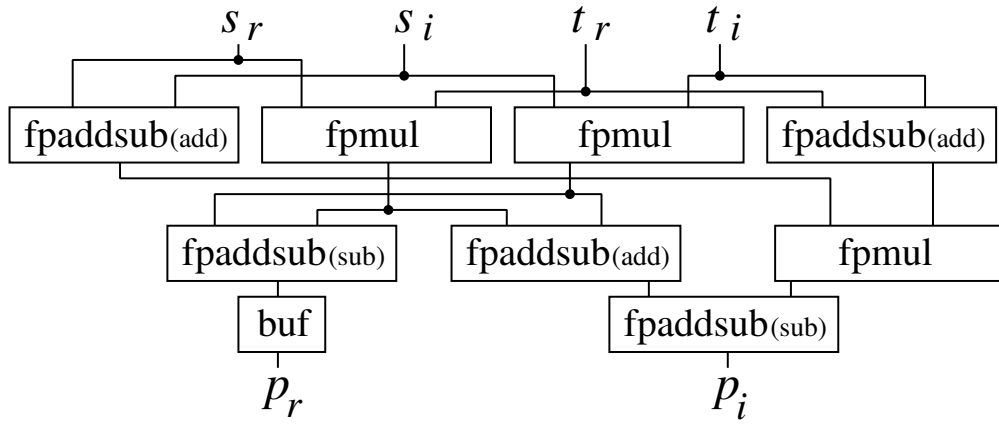 s r s i t r t i
fpaddsub(add) fpmul fpmul fpaddsub(add)
fpaddsub(sub) fpaddsub(add) fpmul
buf fpaddsub(sub)
p r p i